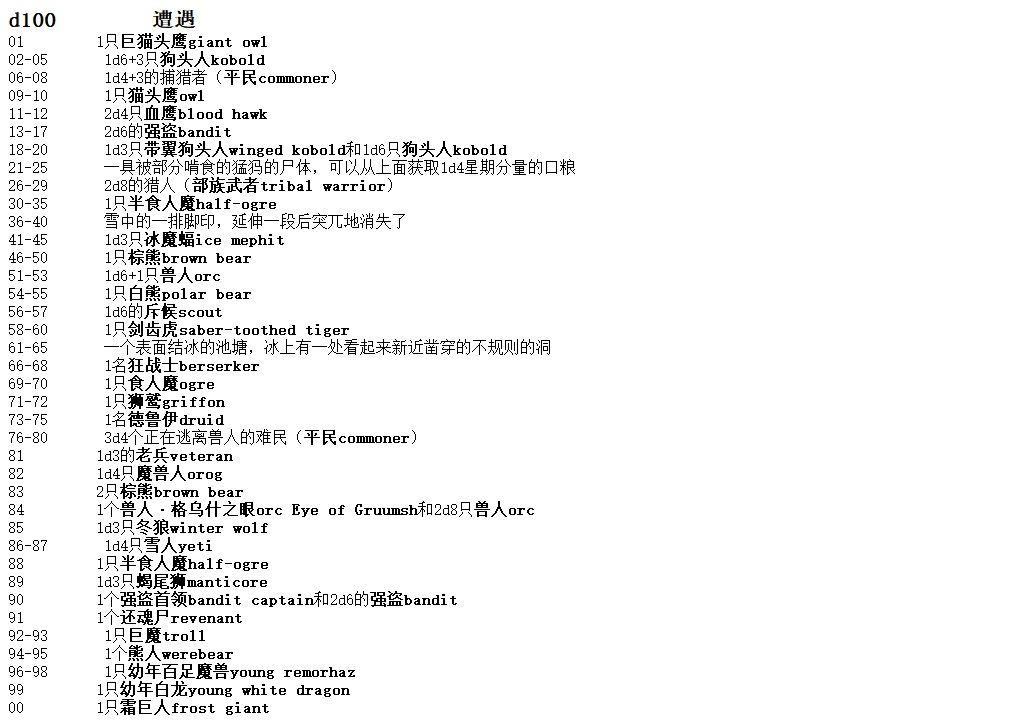 d100 遭遇
01 1只巨猫头鹰giant owl
02-05 1d6+3只狗头人kobold
06-08 1d4+3的捕猎者（平民commoner）
09-10 1只猫头鹰owl
11-12 2d4只血鹰blood hawk
13-17 2d6的强盗bandit
18-20 1d3只带翼狗头人winged kobold和1d6只狗头人kobold
21-25 一具被部分啃食的猛犸的尸体，可以从上面获取1d4星期分量的口粮
26-29 2d8的猎人（部族武者tribal warrior）
30-35 1只半食人魔half-ogre
36-40 雪中的一排脚印，延伸一段后突兀地消失了
41-45 1d3只冰魔蝠ice mephit
46-50 1只棕熊brown bear
51-53 1d6+1只兽人orc
54-55 1只白熊polar bear
56-57 1d6的斥候scout
58-60 1只剑齿虎saber-toothed tiger
61-65 一个表面结冰的池塘，冰上有一处看起来新近凿穿的不规则的洞
66-68 1名狂战士berserker
69-70 1只食人魔ogre
71-72 1只狮鹫griffon
73-75 1名德鲁伊druid
76-80 3d4个正在逃离兽人的难民（平民commoner）
81 1d3的老兵veteran
82 1d4只魔兽人orog
83 2只棕熊brown bear
84 1个兽人·格乌什之眼orc Eye of Gruumsh和2d8只兽人orc
85 1d3只冬狼winter wolf
86-87 1d4只雪人yeti
88 1只半食人魔half-ogre
89 1d3只蝎尾狮manticore
90 1个强盗首领bandit captain和2d6的强盗bandit
91 1个还魂尸revenant
92-93 1只巨魔troll
94-95 1个熊人werebear
96-98 1只幼年百足魔兽young remorhaz
99 1只幼年白龙young white dragon
00 1只霜巨人frost giant